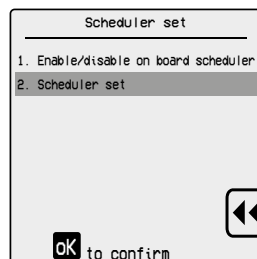 Scheduler set
1. Enable/disable on board scheduler
2. Scheduler set
OK to confirm